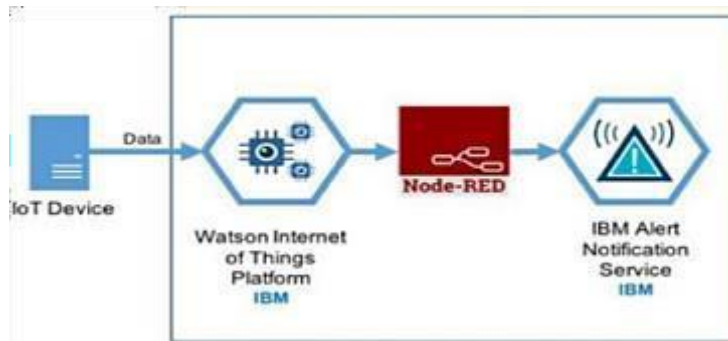 Data
IoT Device
Watson Internet
of Things
Platform
IBM
Node-RED
IBM Alert
Notification
Service
IBM